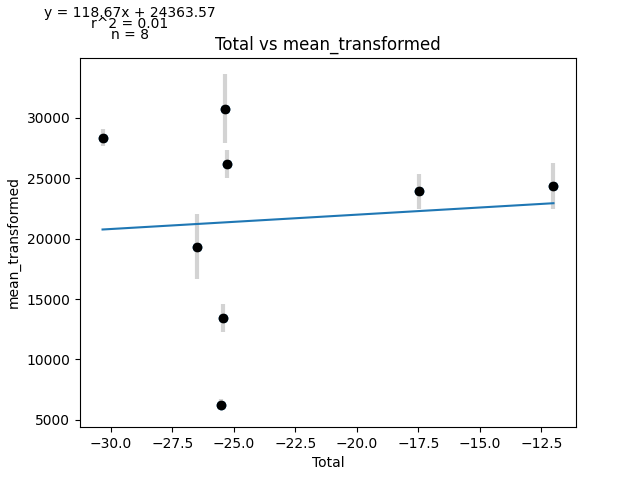 y = 118.67x + 24363.57
r^2 = 0.01
n = 8
Total vs mean_transformed
30000
25000
20000
15000
10000
5000
mean_transformed
−30.0 −27.5 −25.0 −22.5 −20.0 −17.5 −15.0 −12.5
Total